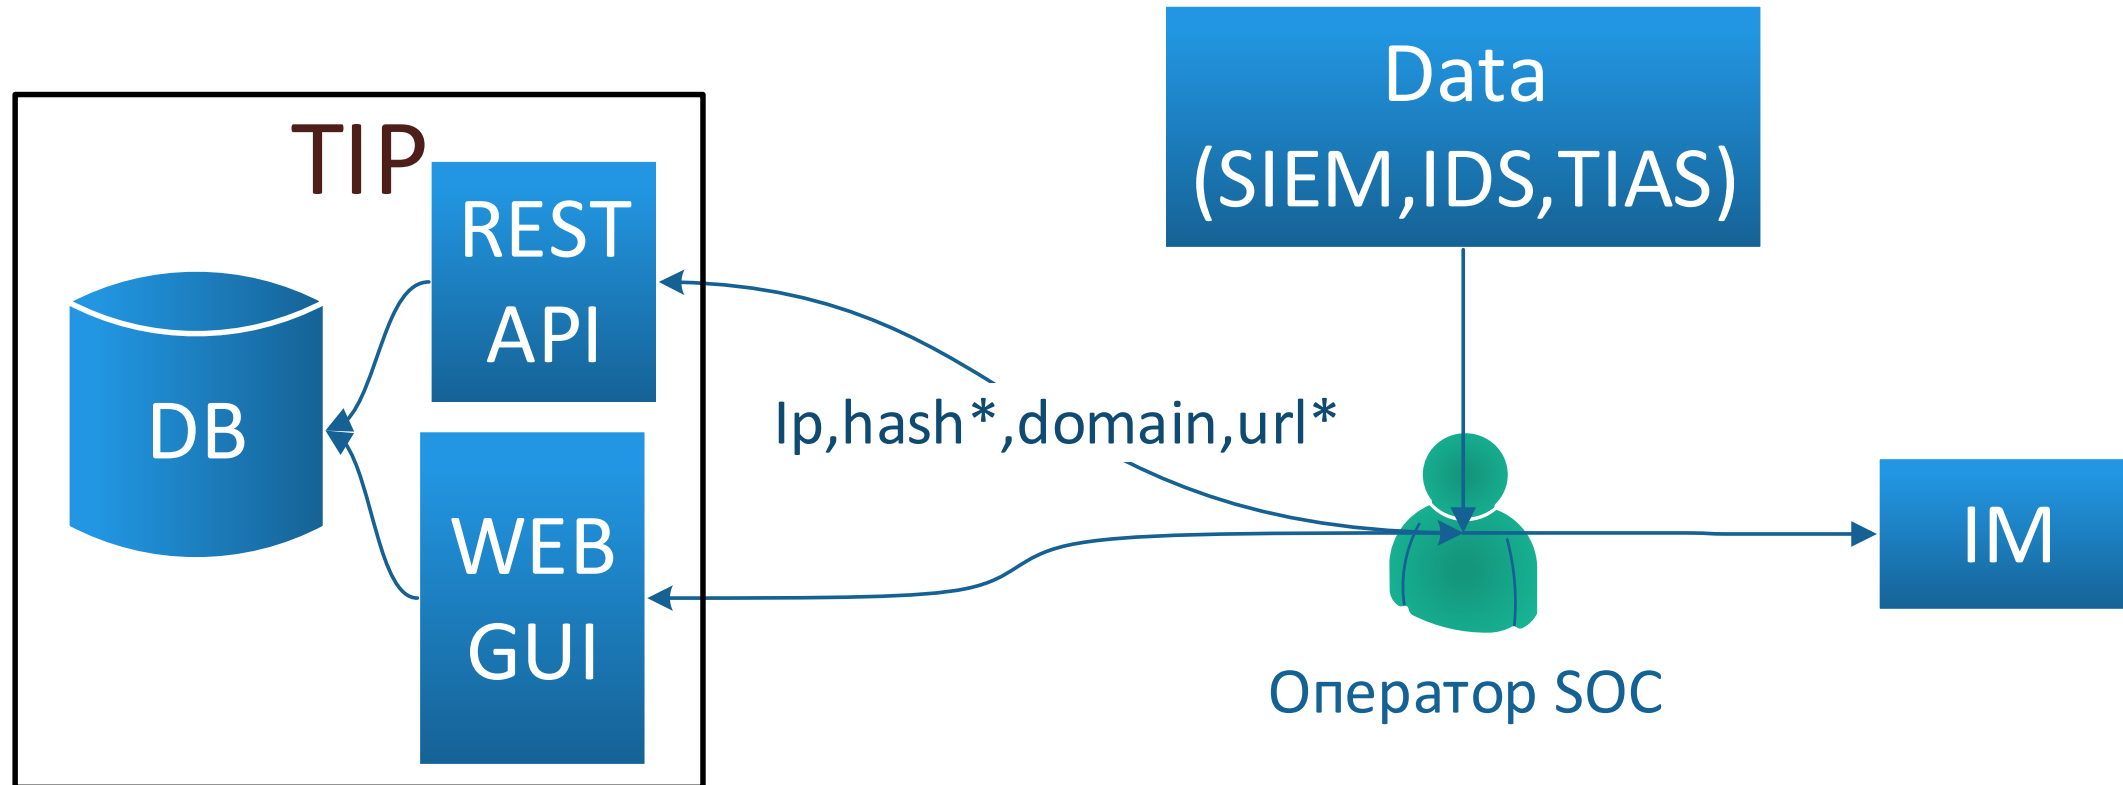 TIP
REST
API
DB
WEB
GUI
Data
(SIEM,IDS,TIAS)
Ip,hash*,domain,url*
Оператор SOC
IM